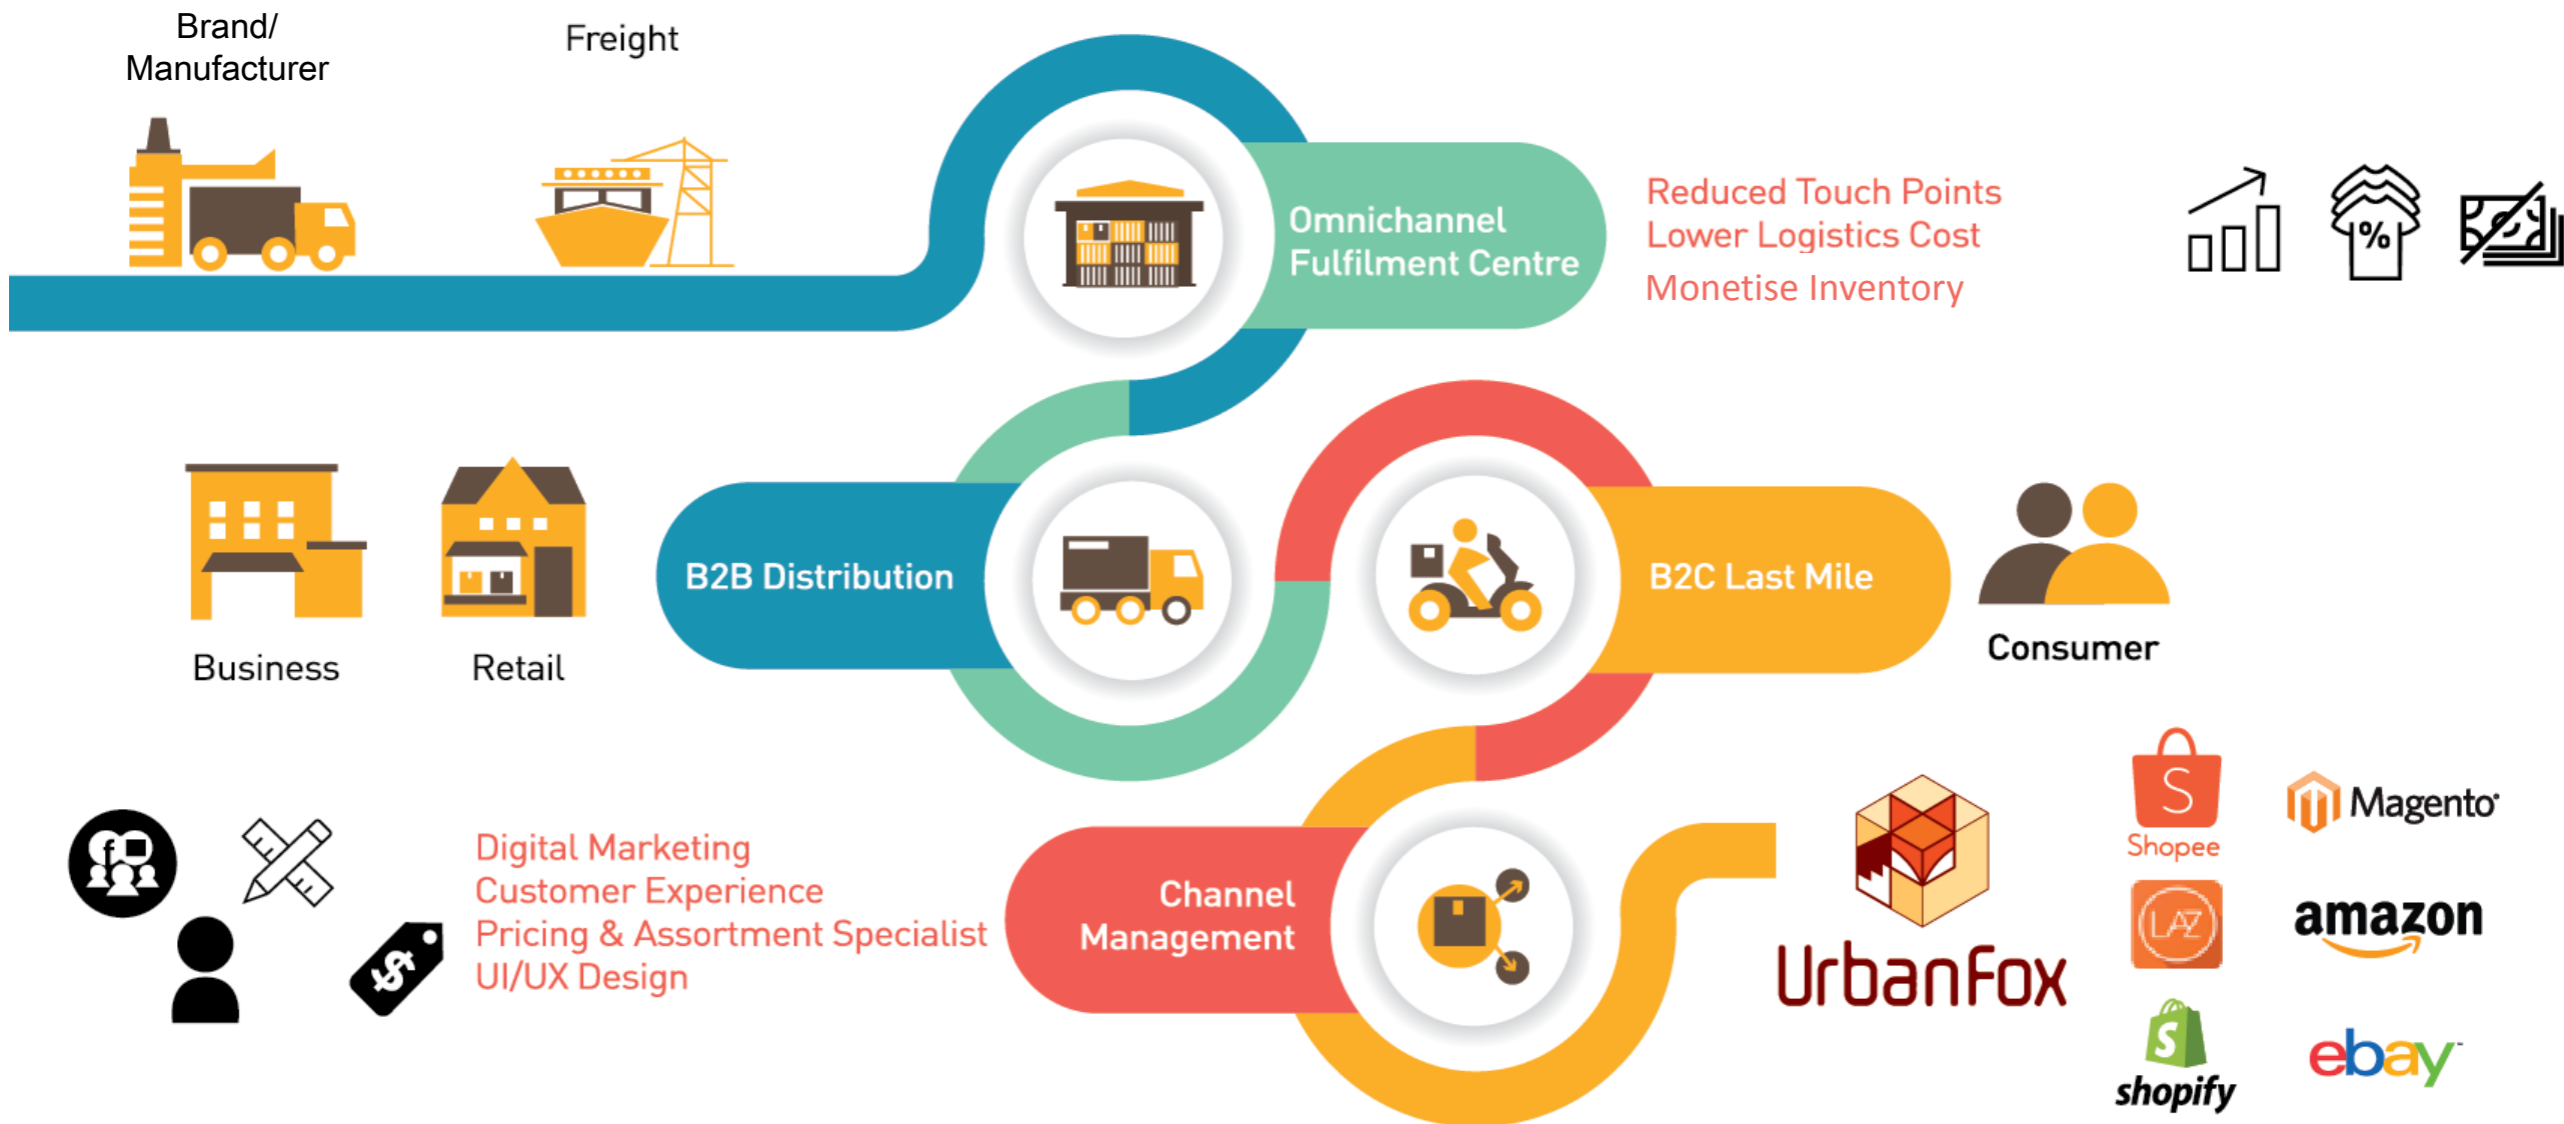 Brand/
Manufacturer
Freight
Omnichannel
Fulfilment Centre
Reduced Touch Points
Lower Logistics Cost
Monetise Inventory
%
Business
Retail
B2B Distribution
B2C Last Mile
Consumer
f
$
Digital Marketing
Customer Experience
Pricing & Assortment Specialist
UI/UX Design
Channel
Management
UrbanFox
S
Shopee
Magento
LAZ
amazon
S
shopify
ebay™